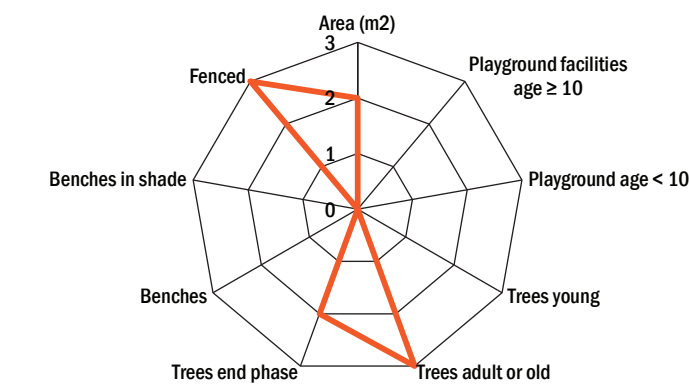 Area (m2)
3
Playground facilities
age ≥ 10
Fenced
2
1
Benches in shade
Playground age < 10
0
Benches
Trees young
Trees end phase
Trees adult or old